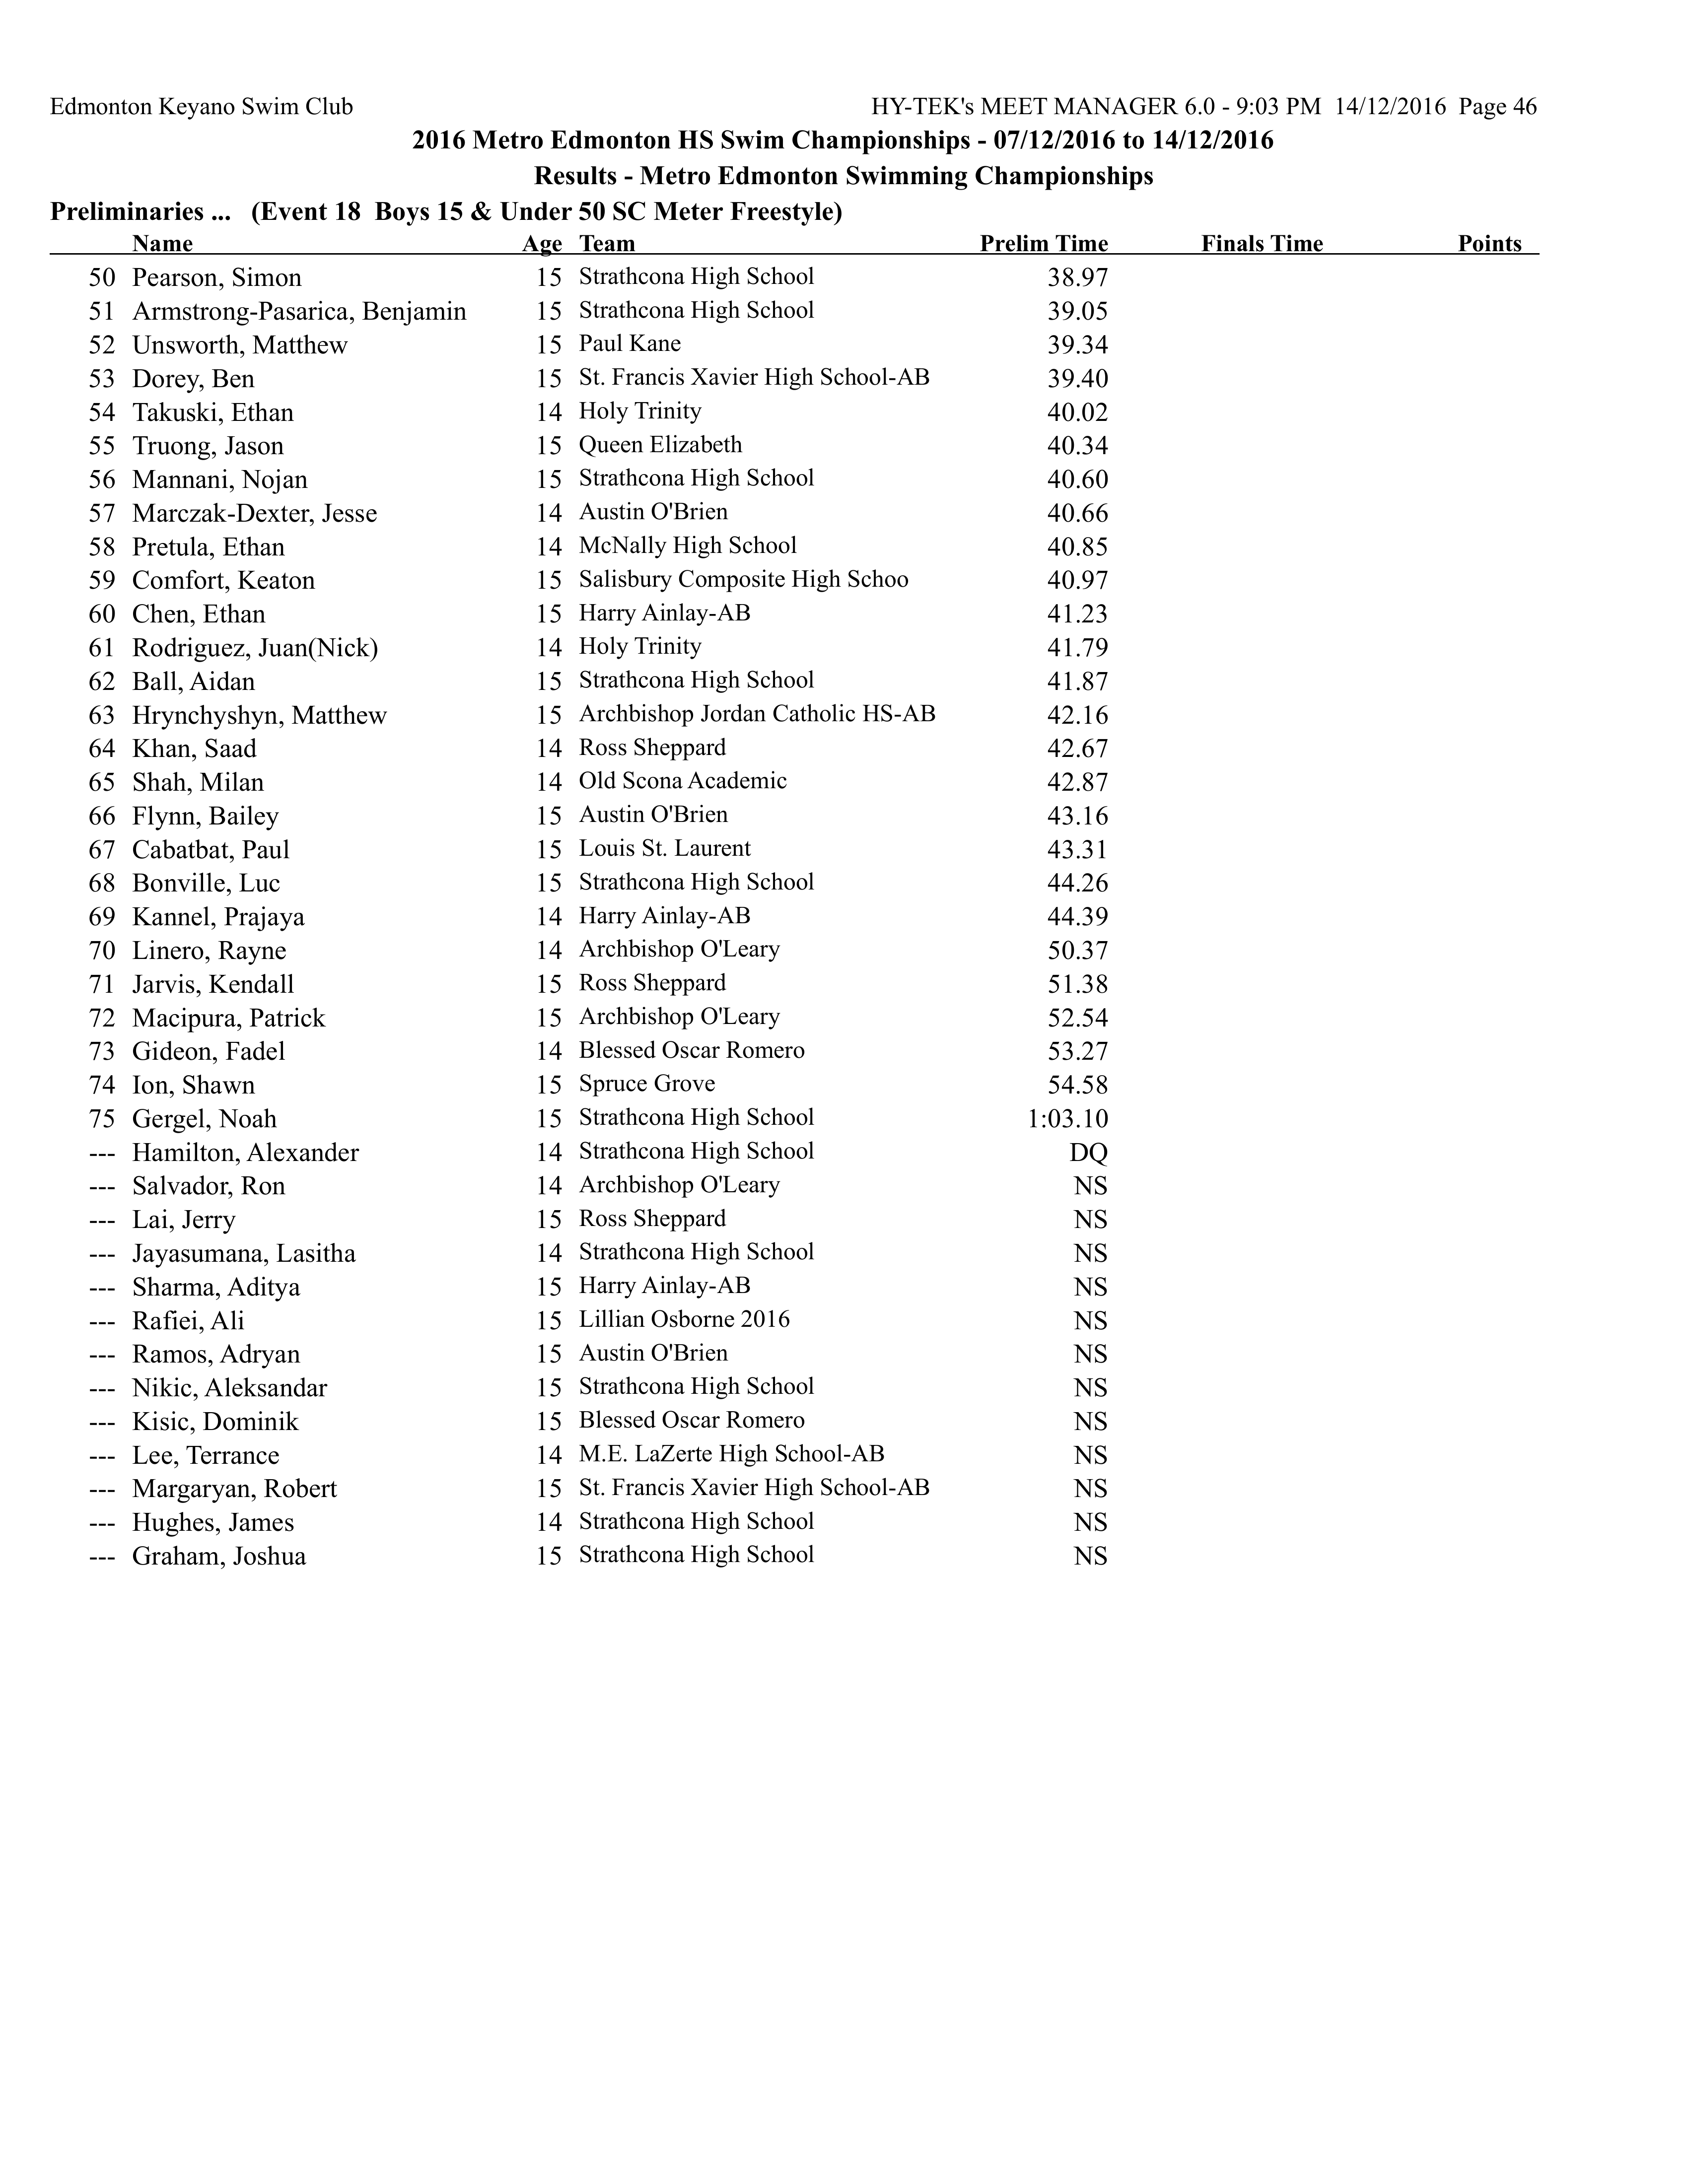 Edmonton Keyano Swim Club HY-TEK's MEET MANAGER 6.0 - 9:03 PM 14/12/2016 Page 46
2016 Metro Edmonton HS Swim Championships - 07/12/2016 to 14/12/2016
Results - Metro Edmonton Swimming Championships
Preliminaries ... (Event 18 Boys 15 & Under 50 SC Meter Freestyle)
Name Age Team Prelim Time Finals Time Points
50 Pearson, Simon 15 Strathcona High School 38.97
51 Armstrong-Pasarica, Benjamin 15 Strathcona High School 39.05
52 Unsworth, Matthew 15 Paul Kane 39.34
53 Dorey, Ben 15 St. Francis Xavier High School-AB 39.40
54 Takuski, Ethan 14 Holy Trinity 40.02
55 Truong, Jason 15 Queen Elizabeth 40.34
56 Mannani, Nojan 15 Strathcona High School 40.60
57 Marczak-Dexter, Jesse 14 Austin O'Brien 40.66
58 Pretula, Ethan 14 McNally High School 40.85
59 Comfort, Keaton 15 Salisbury Composite High Schoo 40.97
60 Chen, Ethan 15 Harry Ainlay-AB 41.23
61 Rodriguez, Juan(Nick) 14 Holy Trinity 41.79
62 Ball, Aidan 15 Strathcona High School 41.87
63 Hrynchyshyn, Matthew 15 Archbishop Jordan Catholic HS-AB 42.16
64 Khan, Saad 14 Ross Sheppard 42.67
65 Shah, Milan 14 Old Scona Academic 42.87
66 Flynn, Bailey 15 Austin O'Brien 43.16
67 Cabatbat, Paul 15 Louis St. Laurent 43.31
68 Bonville, Luc 15 Strathcona High School 44.26
69 Kannel, Prajaya 14 Harry Ainlay-AB 44.39
70 Linero, Rayne 14 Archbishop O'Leary 50.37
71 Jarvis, Kendall 15 Ross Sheppard 51.38
72 Macipura, Patrick 15 Archbishop O'Leary 52.54
73 Gideon, Fadel 14 Blessed Oscar Romero 53.27
74 Ion, Shawn 15 Spruce Grove 54.58
75 Gergel, Noah 15 Strathcona High School 1:03.10
--- Hamilton, Alexander 14 Strathcona High School DQ
--- Salvador, Ron 14 Archbishop O'Leary NS
--- Lai, Jerry 15 Ross Sheppard NS
--- Jayasumana, Lasitha 14 Strathcona High School NS
--- Sharma, Aditya 15 Harry Ainlay-AB NS
--- Rafiei, Ali 15 Lillian Osborne 2016 NS
--- Ramos, Adryan 15 Austin O'Brien NS
--- Nikic, Aleksandar 15 Strathcona High School NS
--- Kisic, Dominik 15 Blessed Oscar Romero NS
--- Lee, Terrance 14 M.E. LaZerte High School-AB NS
--- Margaryan, Robert 15 St. Francis Xavier High School-AB NS
--- Hughes, James 14 Strathcona High School NS
--- Graham, Joshua 15 Strathcona High School NS